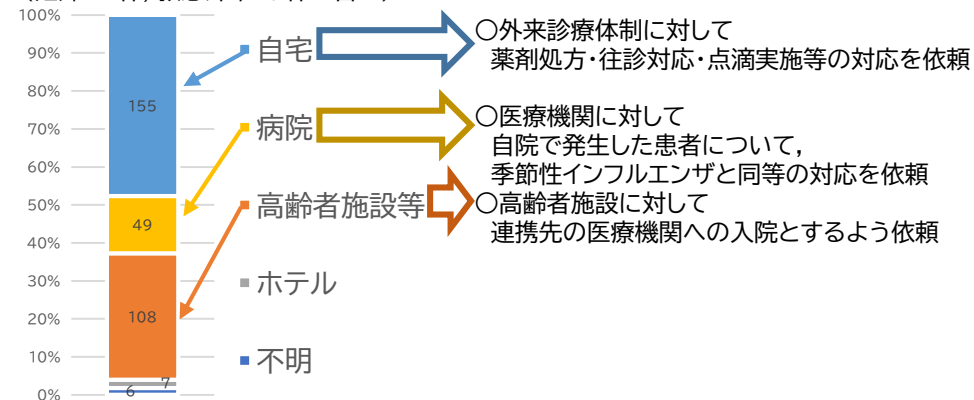 100%
90%
80%
70%
60%
50%
40%
30%
20%
10%
0%
155
49
108
7
6
自宅
病院
高齢者施設等
ホテル
不明
○外来診療体制に対して
薬剤処方・往診対応・点滴実施等の対応を依頼
○医療機関に対して
自院で発生した患者について，
季節性インフルエンザと同等の対応を依頼
○高齢者施設に対して
連携先の医療機関への入院とするよう依頼